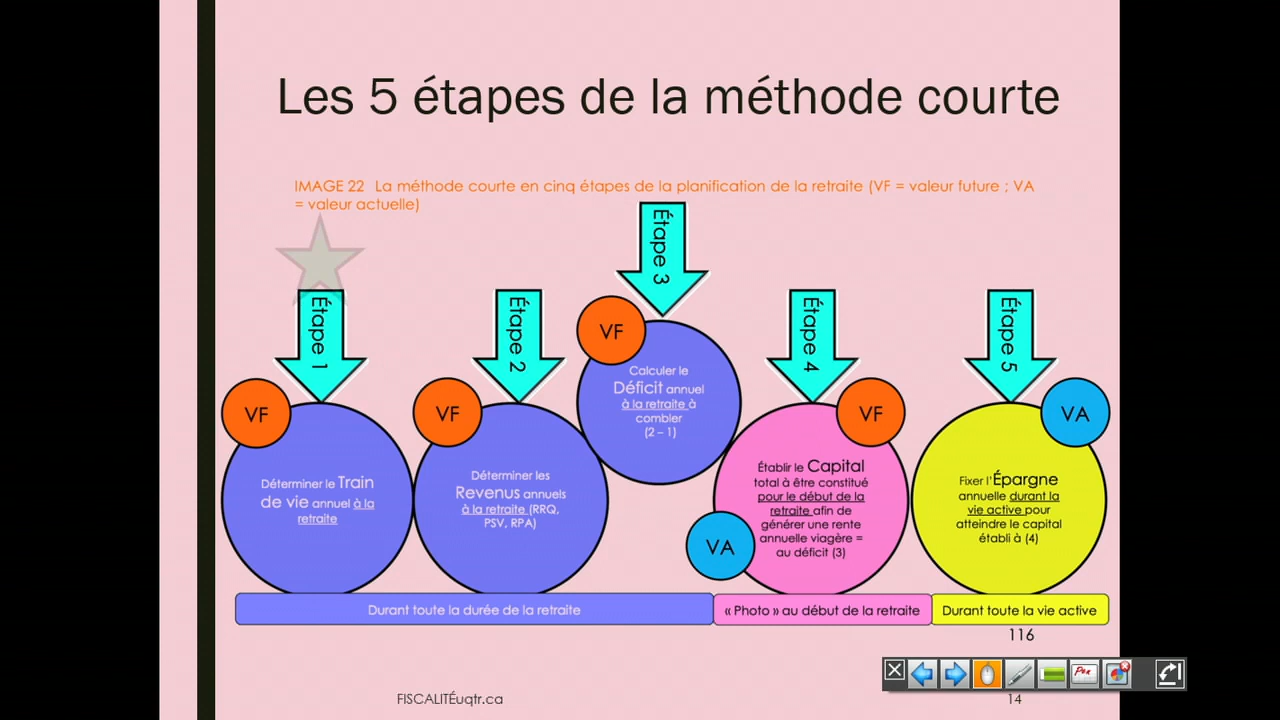 Les 5 étapes de la méthode courte
IMAGE 22 La méthode courte en cinq étapes de la planification de la retraite (VF = valeur future ; VA
= valeur actuelle)
Étape 1
VF
Déterminer le Train
de vie annuel à la
retraite
Étape 2
VF
Déterminer les
Revenus annuels
à la retraite (RRQ,
PSV, RPA)
Étape 3
VF
Calculer le
Déficit annuel
à la retraite à
combler
(2 – 1)
Étape 4
VF
Établir le Capital
total à être constitué
pour le début de la
retraite afin de
générer une rente
annuelle viagère =
au déficit (3)
VA
Étape 5
VA
Fixer l’Épargne
annuelle durant la
vie active pour
atteindre le capital
établi à (4)
Durant toute la durée de la retraite
« Photo » au début de la retraite
Durant toute la vie active
116
FISCALITÉuqtr.ca
14
Pen